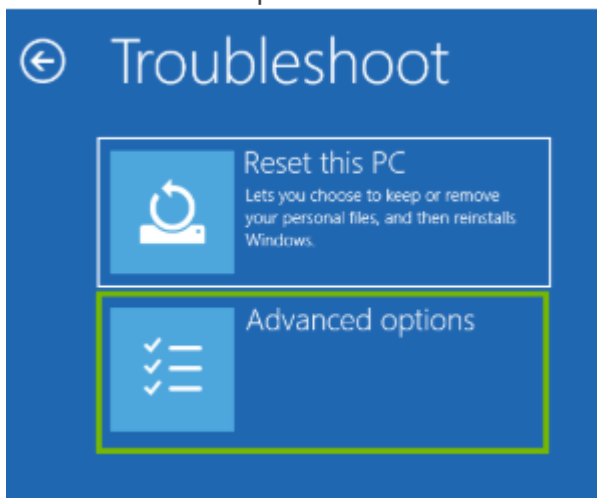 Troubleshoot
Reset this PC
Lets you choose to keep or remove
your personal files, and then reinstalls
Windows.
Advanced options